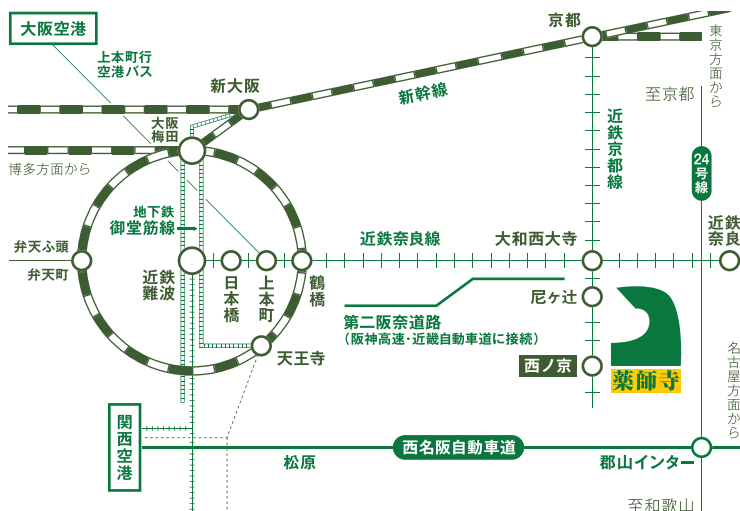 大阪空港
上本町行
空港バス
新大阪
京都
東京方面から
新幹線
至京都
大阪
梅田
博多方面から
近鉄京都線
24
号
線
地下鉄
御堂筋線
近鉄奈良線
大和西大寺
近鉄
奈良
弁天ふ頭
弁天町
近鉄
難波
日本橋
上本町
鶴橋
尼ヶ辻
第二阪奈道路
（阪神高速・近畿自動車道に接続）
天王寺
西ノ京
薬師寺
名古屋方面から
関西空港
西名阪自動車道
松原
郡山インター
至和歌山